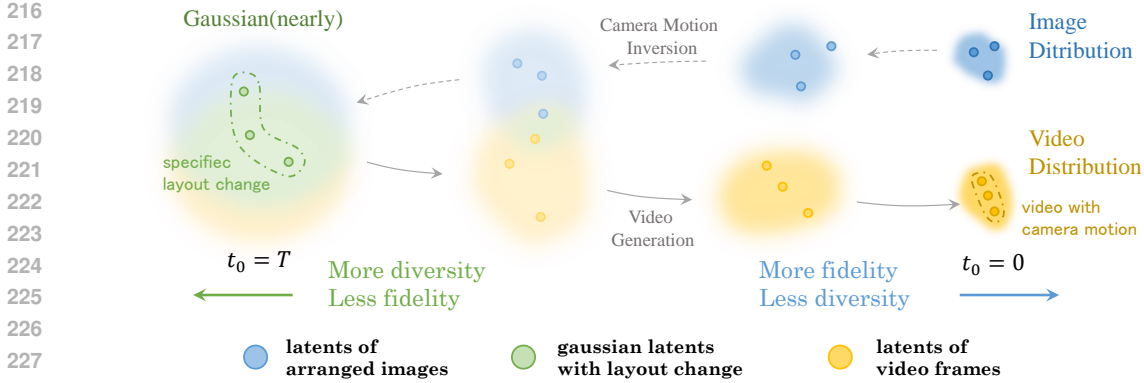 216
217
218
219
220
221
222
223
224
225
226
227
Gaussian(nearly)
Camera Motion
Inversion
Image
Ditribution
specifiec
layout change
Video
Distribution
video with
camera motion
Video
Generation
t₀ = T
More diversity
Less fidelity
More fidelity
Less diversity
t₀ = 0
latents of
arranged images
gaussian latents
with layout change
latents of
video frames